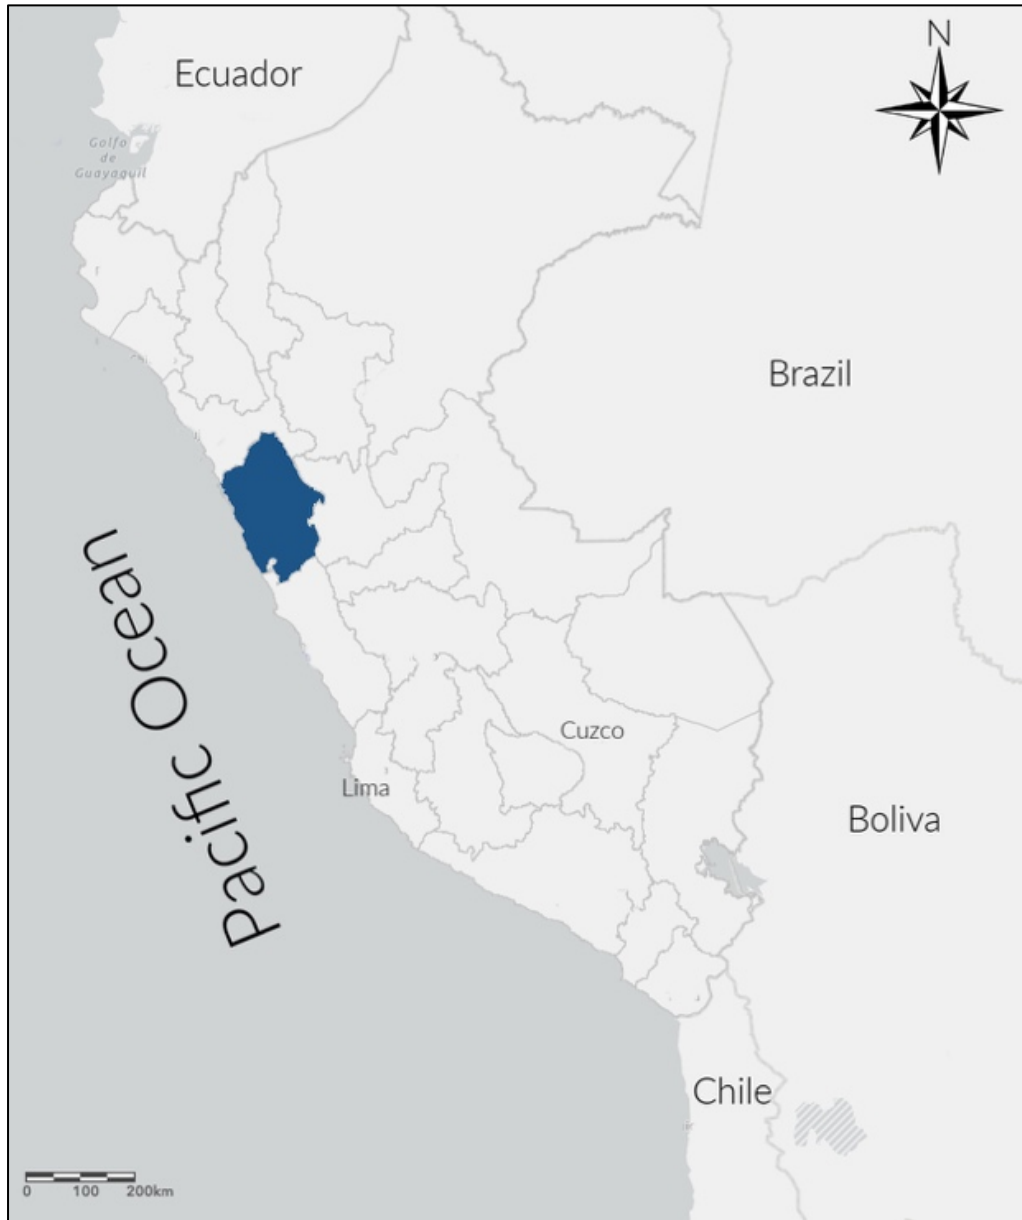 N
Ecuador
Golfo
de
Guayaquil
Brazil
Pacific Ocean
Cuzco
Lima
Boliva
Chile
0 100 200km